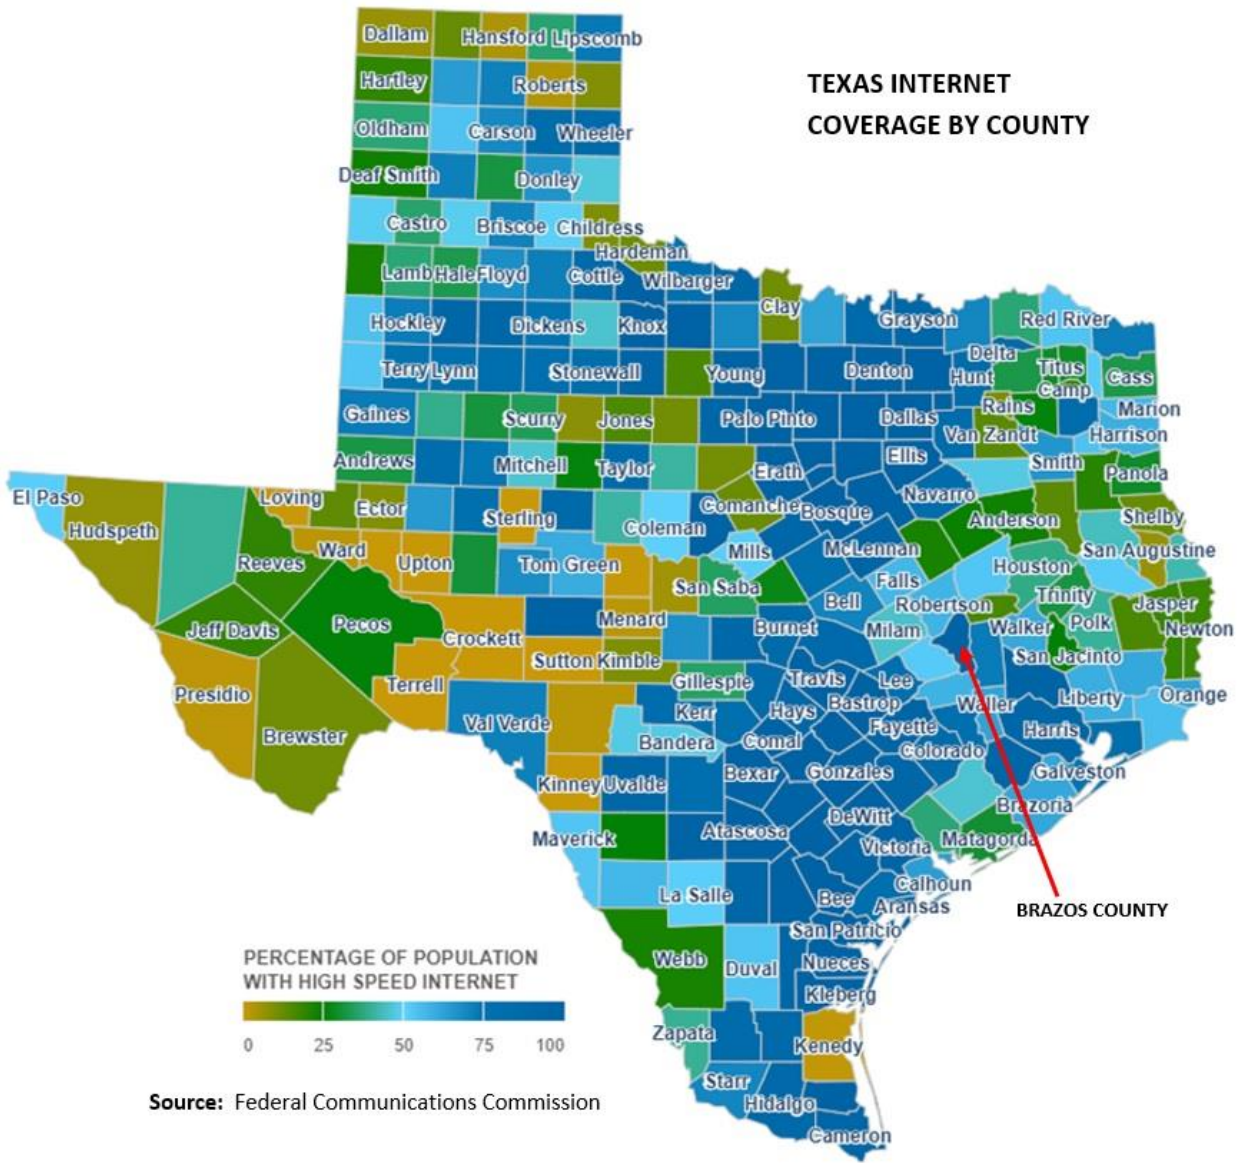 TEXAS INTERNET
COVERAGE BY COUNTY
Dallam Hansford Lipscomb
Hartley Roberts
Oldham Carson Wheeler
Deaf Smith Donley
Castro Briscoe Childress
Hardeman
Lamb Hale Floyd Cottle Wilbarger
Clay
Hockley Dickens Knox Grayson Red River
Delta
Terry Lynn Stonewall Young Denton Hunt Titus Cass
Camp
Gaines Scurry Jones Palo Pinto Dallas Rains Marion
Van Zandt Harrison
Andrews Mitchell Taylor Erath Ellis Smith Panola
El Paso Loving Ector Navarro
Hudspeth Sterling Coleman Comanche Bosque Anderson Shelby
Reeves Ward Upton Tom Green Mills McLennan Houston San Augustine
San Saba Falls
Jeff Davis Pecos Crockett Menard Burnet Bell Robertson Trinity Jasper
Milam Walker Polk Newton
Sutton Kimble San Jacinto
Presidio Terrell Gillespie Travis Lee Liberty Orange
Brewster Val Verde Kerr Hays Bastrop Waller
Bandera Comal Fayette Harris
Colorado
Kinney Uvalde Bexar Gonzales Galveston
Brazoria
Maverick Atascosa DeWitt Matagorda
Victoria
La Salle Bee Calhoun
Aransas
BRAZOS COUNTY
San Patricio
Webb Duval Nueces
Kleberg
Zapata Kenedy
Starr
Hidalgo
Cameron
PERCENTAGE OF POPULATION
WITH HIGH SPEED INTERNET
0 25 50 75 100
Source: Federal Communications Commission